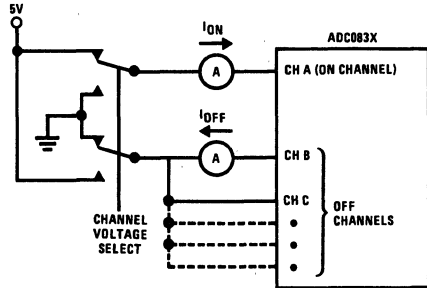 5V
ION
ADC083X
A
CH A (ON CHANNEL)
IOFF
A
CH B
CH C
OFF
CHANNELS
CHANNEL
VOLTAGE
SELECT